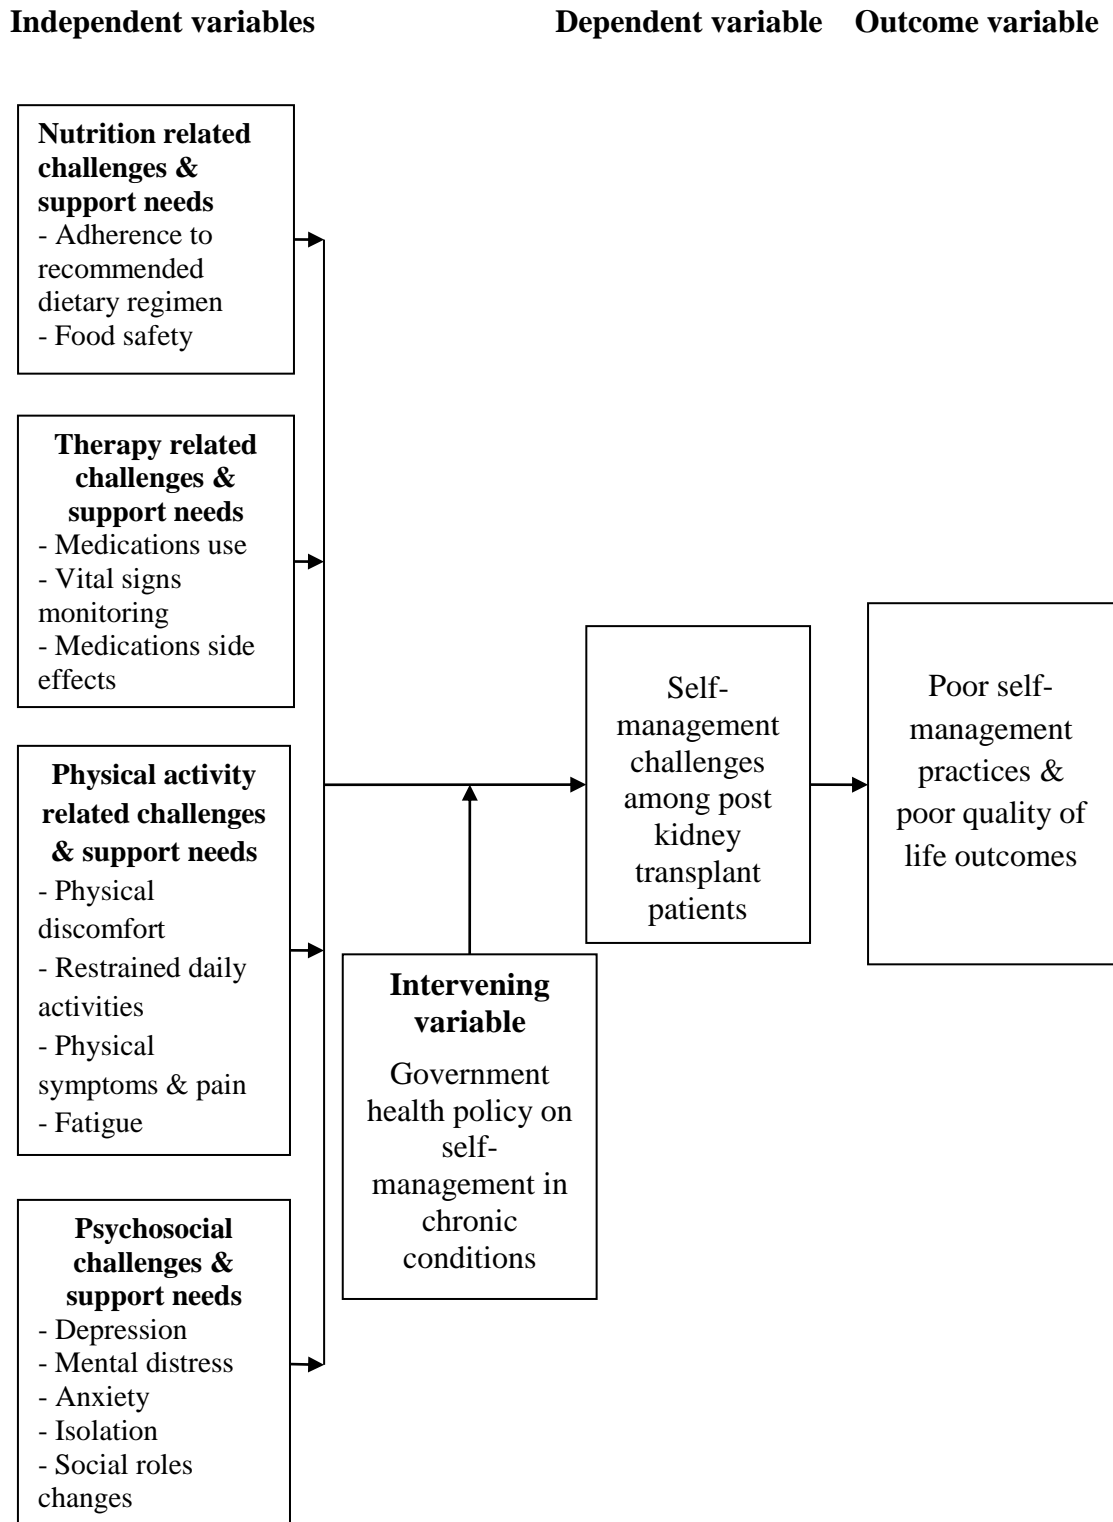 Independent variables
Dependent variable
Outcome variable
Nutrition related
challenges &
support needs
- Adherence to
recommended
dietary regimen
- Food safety
Therapy related
challenges &
support needs
- Medications use
- Vital signs
monitoring
- Medications side
effects
Physical activity
related challenges
& support needs
- Physical
discomfort
- Restrained daily
activities
- Physical
symptoms & pain
- Fatigue
Psychosocial
challenges &
support needs
- Depression
- Mental distress
- Anxiety
- Isolation
- Social roles
changes
Intervening
variable
Government
health policy on
self-
management in
chronic
conditions
Self-
management
challenges
among post
kidney
transplant
patients
Poor self-
management
practices &
poor quality of
life outcomes